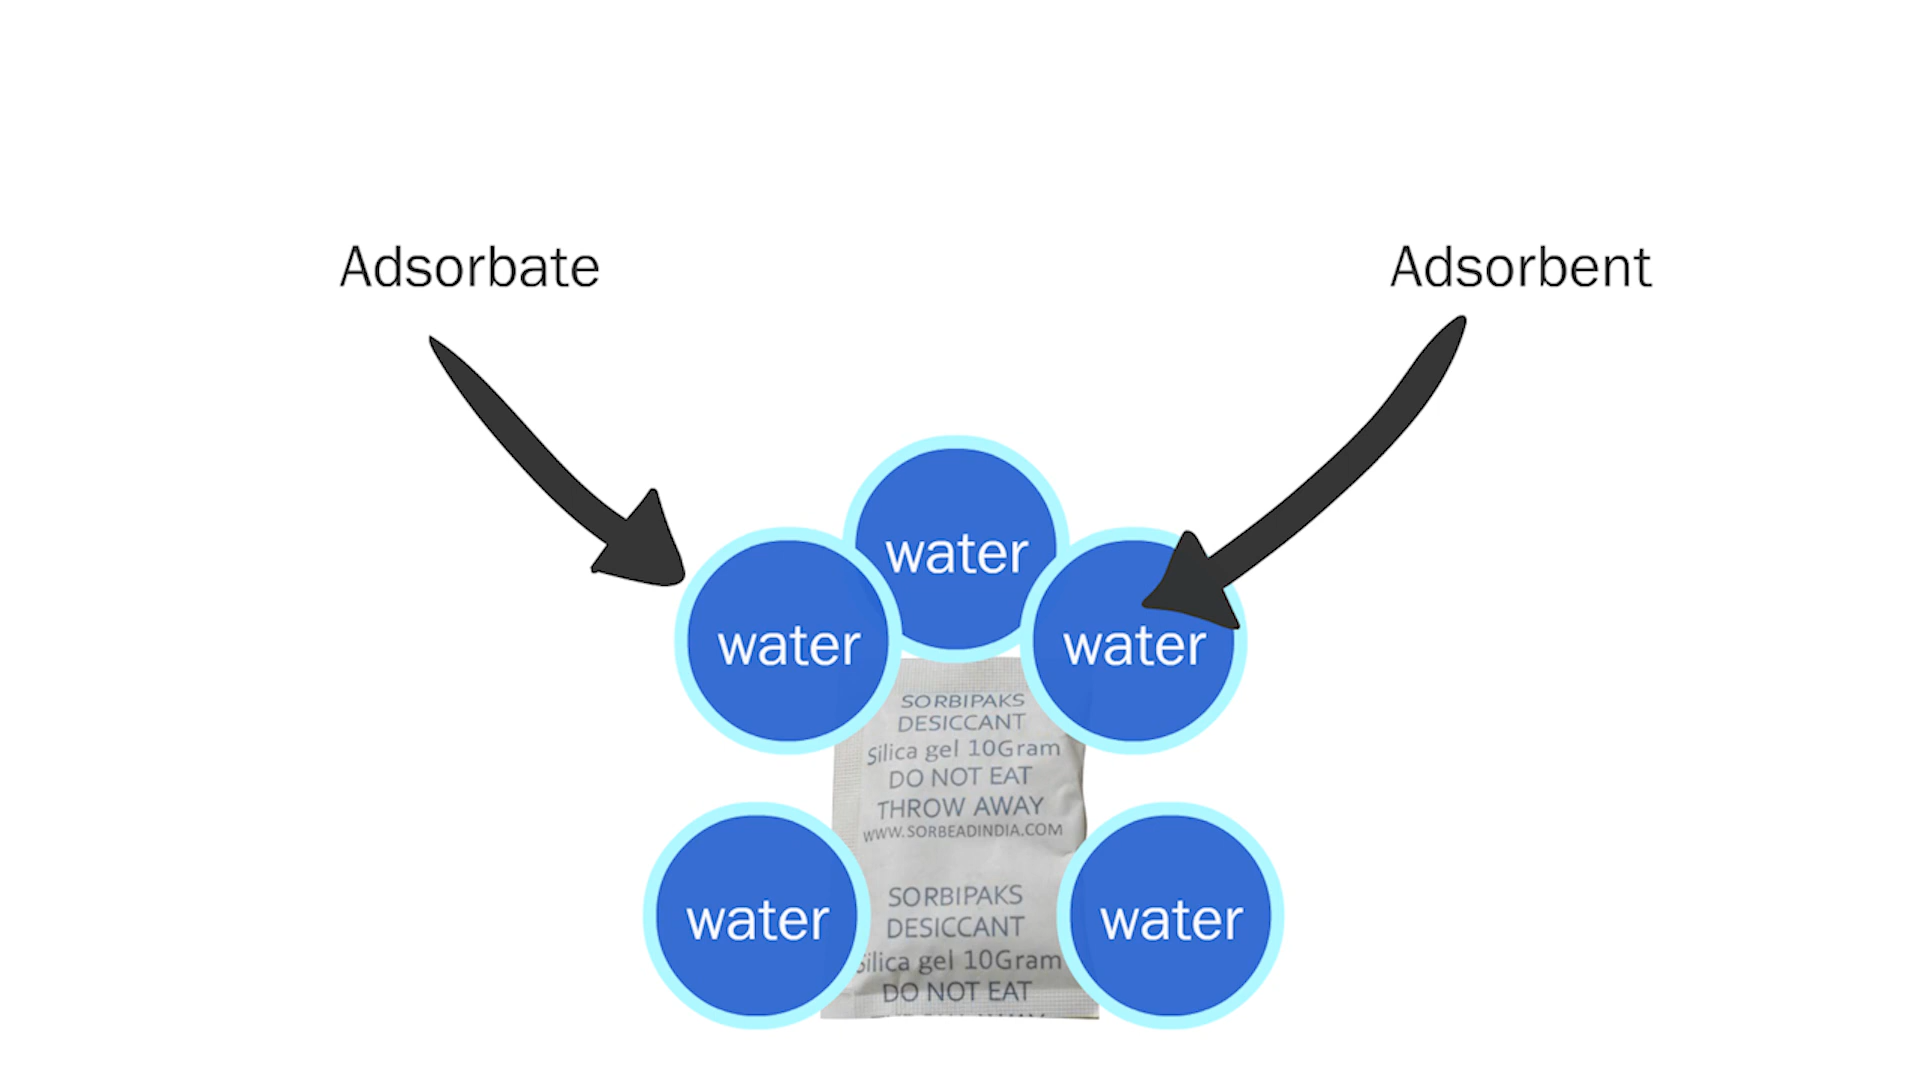 Adsorbate
Adsorbent
water
water
water
SORBIPAKS
DESICCANT
Silica gel 10Gram
DO NOT EAT
THROW AWAY
WWW.SORBEADINDIA.COM
water
water
SORBIPAKS
DESICCANT
Silica gel 10Gram
DO NOT EAT